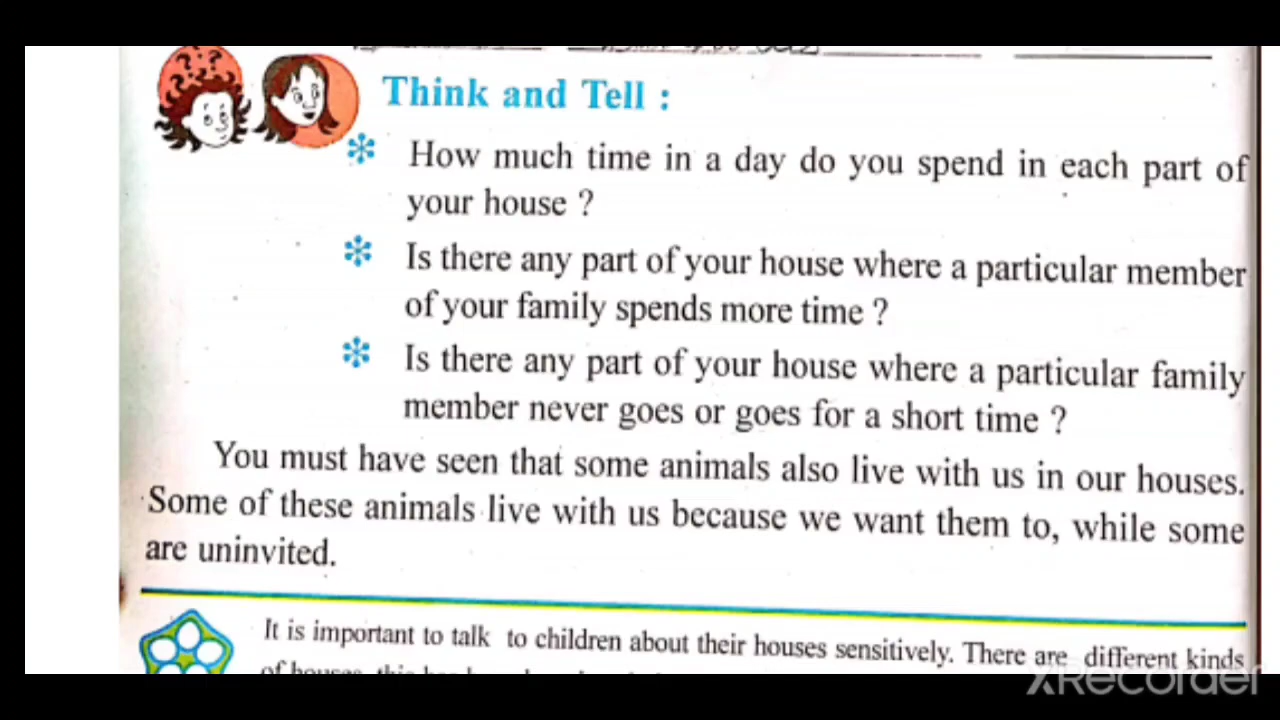 Think and Tell :
* How much time in a day do you spend in each part of
your house ?
* Is there any part of your house where a particular member
of your family spends more time ?
* Is there any part of your house where a particular family
member never goes or goes for a short time ?
You must have seen that some animals also live with us in our houses.
Some of these animals live with us because we want them to, while some
are uninvited.
It is important to talk to children about their houses sensitively. There are different kinds
of houses, this
XRecorder